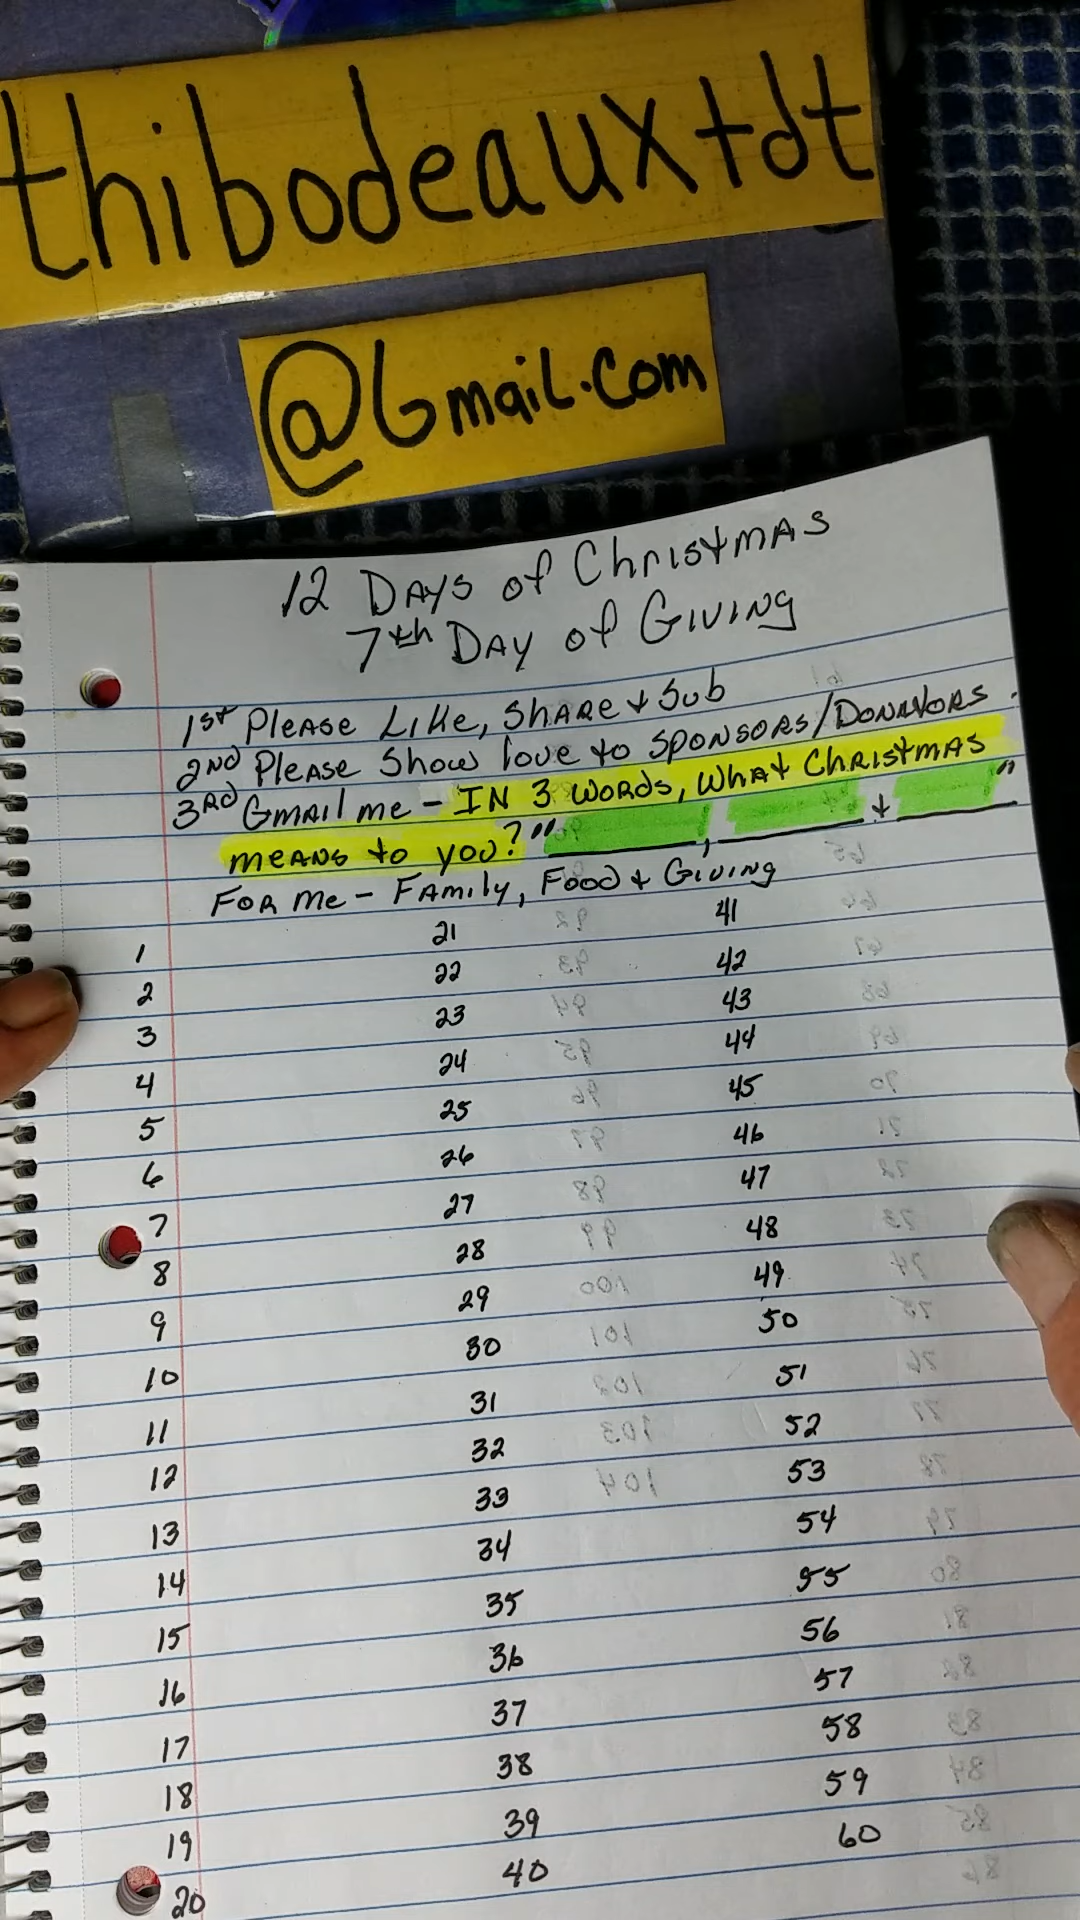 thibodeauxtdt
@Gmail.com
12 DAYS of ChristmAS
7th DAY of GIVING
1st PLEASE LIKE, SHARE & Sub
2ND PLEASE Show love to SPONSORS/DONATORS.
3RD GMAIL me - IN 3 WORDS, WHAT CHRISTMAS
MEANS to you? "________, ________ & ________"
FOR ME - FAMILY, FOOD & GIVING
1 21 41
2 22 42
3 23 43
4 24 44
5 25 45
6 26 46
7 27 47
8 28 48
9 29 49
10 30 50
11 31 51
12 32 52
13 33 53
14 34 54
15 35 55
16 36 56
17 37 57
18 38 58
19 39 59
20 40 60